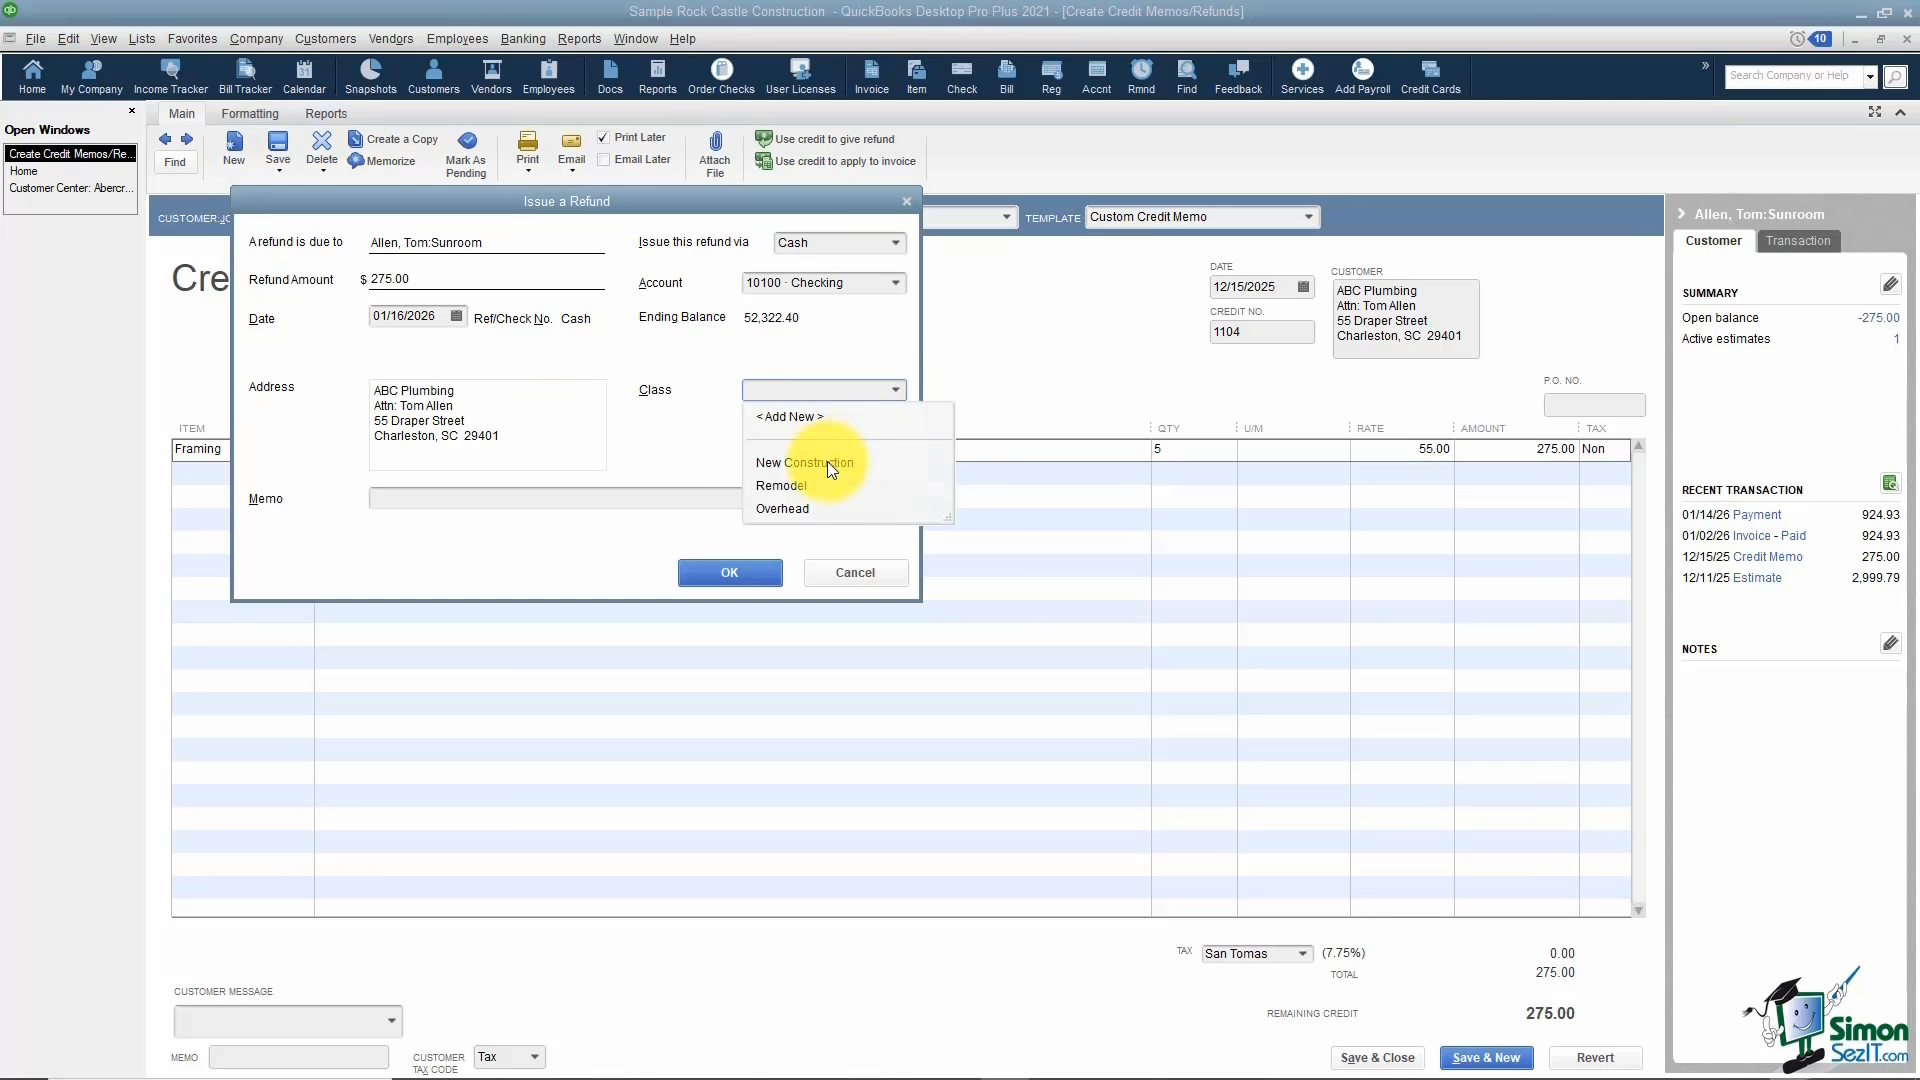 Sample Rock Castle Construction - QuickBooks Desktop Pro Plus 2021 - [Create Credit Memos/Refunds]
File Edit View Lists Favorites Company Customers Vendors Employees Banking Reports Window Help
10
Home My Company Income Tracker Bill Tracker Calendar Snapshots Customers Vendors Employees Docs Reports Order Checks User Licenses Invoice Item Check Bill Reg Accnt Rmnd Find Feedback Services Add Payroll Credit Cards
Search Company or Help
Open Windows
Create Credit Memos/Re...
Home
Customer Center: Abercr...
Main Formatting Reports
Find
New
Save
Delete
Create a Copy
Memorize
Mark As
Pending
Print
Email
Print Later
Email Later
Attach
File
Use credit to give refund
Use credit to apply to invoice
CUSTOMER:JO
TEMPLATE Custom Credit Memo
Issue a Refund
A refund is due to Allen, Tom:Sunroom
Issue this refund via Cash
Refund Amount $ 275.00
Account 10100 · Checking
Date 01/16/2026 Ref/Check No. Cash
Ending Balance 52,322.40
Address
ABC Plumbing
Attn: Tom Allen
55 Draper Street
Charleston, SC 29401
Class
< Add New >
New Construction
Remodel
Overhead
Memo
OK Cancel
Cre
DATE
12/15/2025
CREDIT NO.
1104
CUSTOMER
ABC Plumbing
Attn: Tom Allen
55 Draper Street
Charleston, SC 29401
P.O. NO.
ITEM QTY U/M RATE AMOUNT TAX
Framing 5 55.00 275.00 Non
TAX San Tomas (7.75%) 0.00
TOTAL 275.00
REMAINING CREDIT 275.00
CUSTOMER MESSAGE
MEMO
CUSTOMER
TAX CODE
Tax
Save & Close Save & New Revert
Allen, Tom:Sunroom
Customer Transaction
SUMMARY
Open balance -275.00
Active estimates 1
RECENT TRANSACTION
01/14/26 Payment 924.93
01/02/26 Invoice - Paid 924.93
12/15/25 Credit Memo 275.00
12/11/25 Estimate 2,999.79
NOTES
Simon
SezIT.com